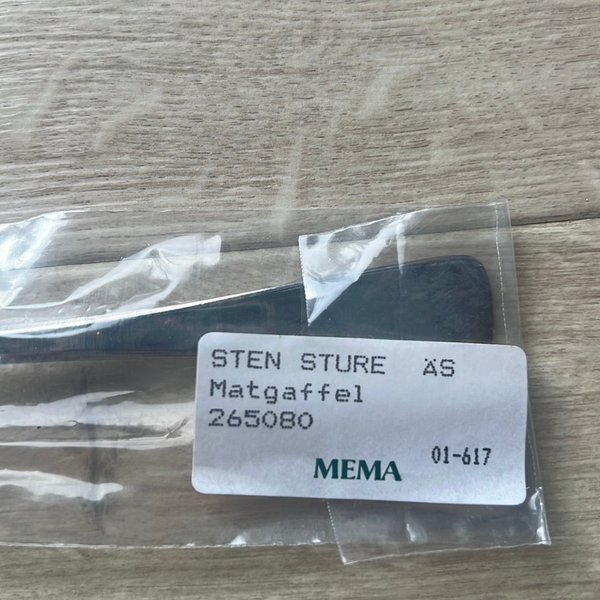 STEN STURE ÄS
Matgaffel
265080
MEMA 01-617